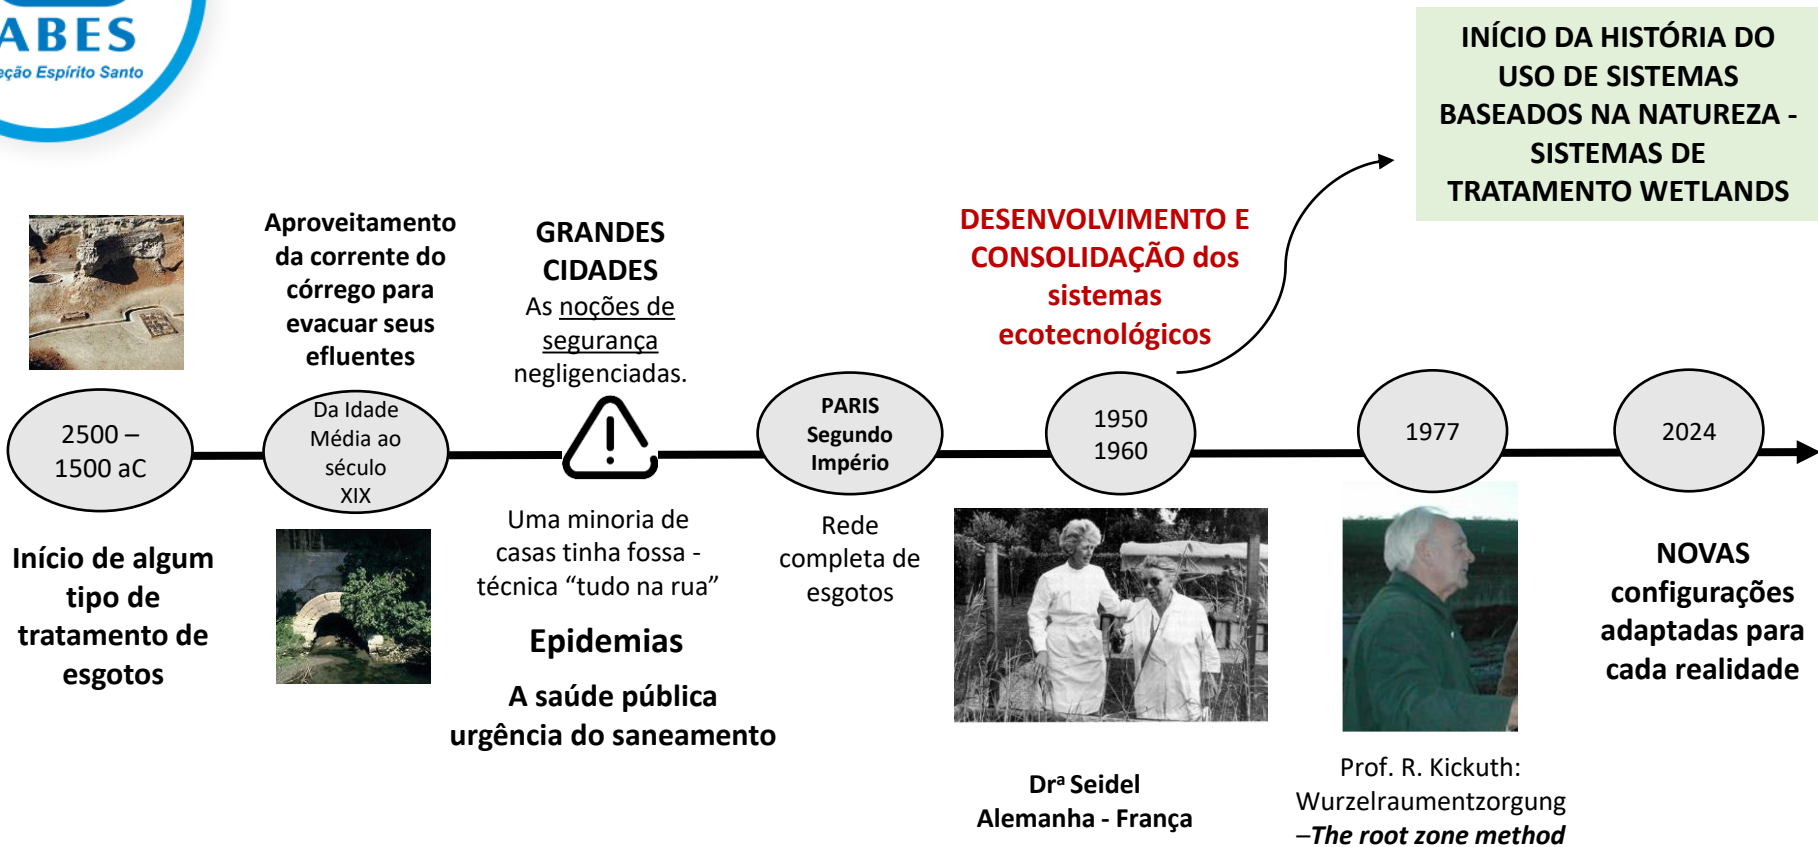 ABES
eção Espírito Santo
INÍCIO DA HISTÓRIA DO
USO DE SISTEMAS
BASEADOS NA NATUREZA -
SISTEMAS DE
TRATAMENTO WETLANDS
Aproveitamento
da corrente do
córrego para
evacuar seus
efluentes
GRANDES
CIDADES
As noções de
segurança
negligenciadas.
DESENVOLVIMENTO E
CONSOLIDAÇÃO dos
sistemas
ecotecnológicos
2500 –
1500 aC
Da Idade
Média ao
século
XIX
PARIS
Segundo
Império
1950
1960
1977
2024
Início de algum
tipo de
tratamento de
esgotos
Uma minoria de
casas tinha fossa -
técnica “tudo na rua”
Epidemias
A saúde pública
urgência do saneamento
Rede
completa de
esgotos
Drª Seidel
Alemanha - França
Prof. R. Kickuth:
Wurzelraumentzorgung
–The root zone method
NOVAS
configurações
adaptadas para
cada realidade